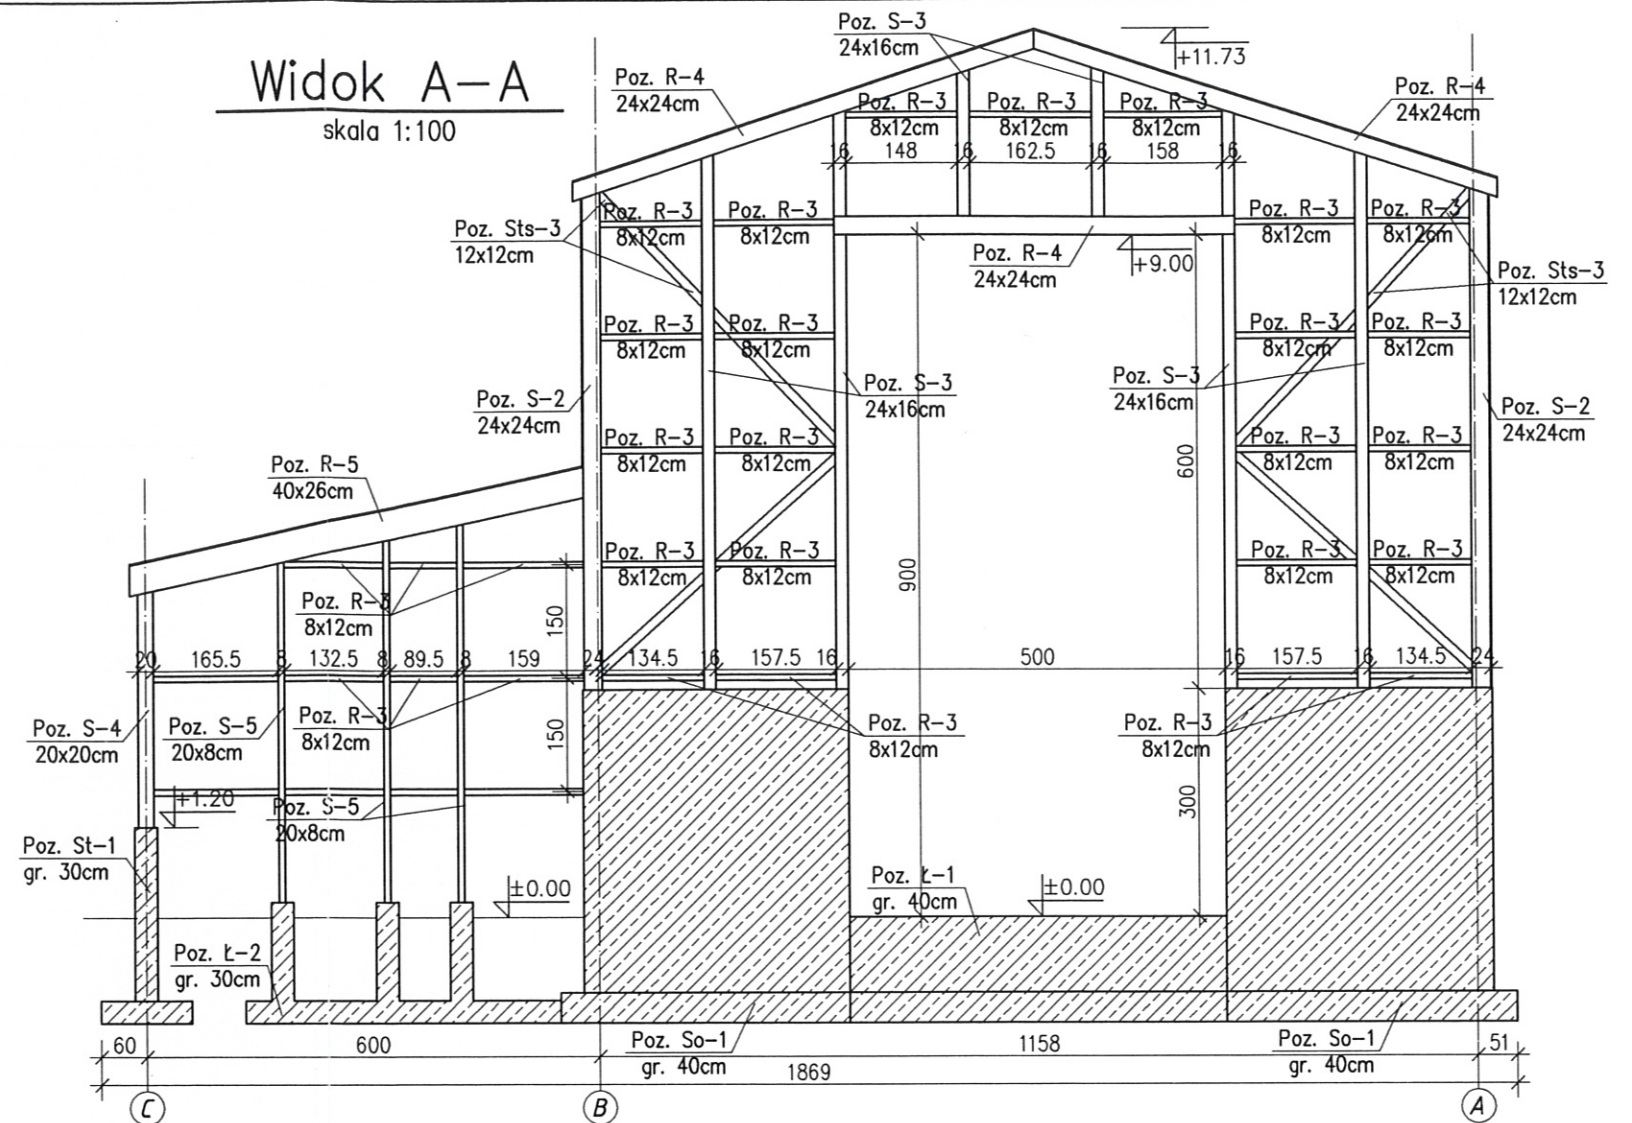 Widok A-A
skala 1:100
Poz. S-3
24x16cm
+11.73
Poz. R-4
24x24cm
Poz. R-4
24x24cm
Poz. R-3
8x12cm
Poz. R-3
8x12cm
Poz. R-3
8x12cm
16 148 16 162.5 16 158 16
Poz. Sts-3
12x12cm
Poz. R-3
8x12cm
Poz. R-3
8x12cm
Poz. R-3
8x12cm
Poz. R-3
8x12cm
Poz. R-4
24x24cm
+9.00
Poz. Sts-3
12x12cm
Poz. R-3
8x12cm
Poz. R-3
8x12cm
Poz. R-3
8x12cm
Poz. R-3
8x12cm
Poz. S-2
24x24cm
Poz. S-3
24x16cm
Poz. S-3
24x16cm
Poz. S-2
24x24cm
Poz. R-3
8x12cm
Poz. R-3
8x12cm
Poz. R-3
8x12cm
Poz. R-3
8x12cm
600
Poz. R-5
40x26cm
Poz. R-3
8x12cm
Poz. R-3
8x12cm
Poz. R-3
8x12cm
Poz. R-3
8x12cm
900
Poz. R-3
8x12cm
150
20 165.5 8 132.5 8 89.5 8 159 24 134.5 16 157.5 16 500 16 157.5 16 134.5 24
Poz. S-4
20x20cm
Poz. S-5
20x8cm
Poz. R-3
8x12cm
150
Poz. R-3
8x12cm
Poz. R-3
8x12cm
+1.20
Poz. S-5
20x8cm
300
Poz. St-1
gr. 30cm
±0.00
Poz. Ł-1
gr. 40cm
±0.00
Poz. Ł-2
gr. 30cm
Poz. So-1
gr. 40cm
Poz. So-1
gr. 40cm
60 600 1158 51
1869
C B A